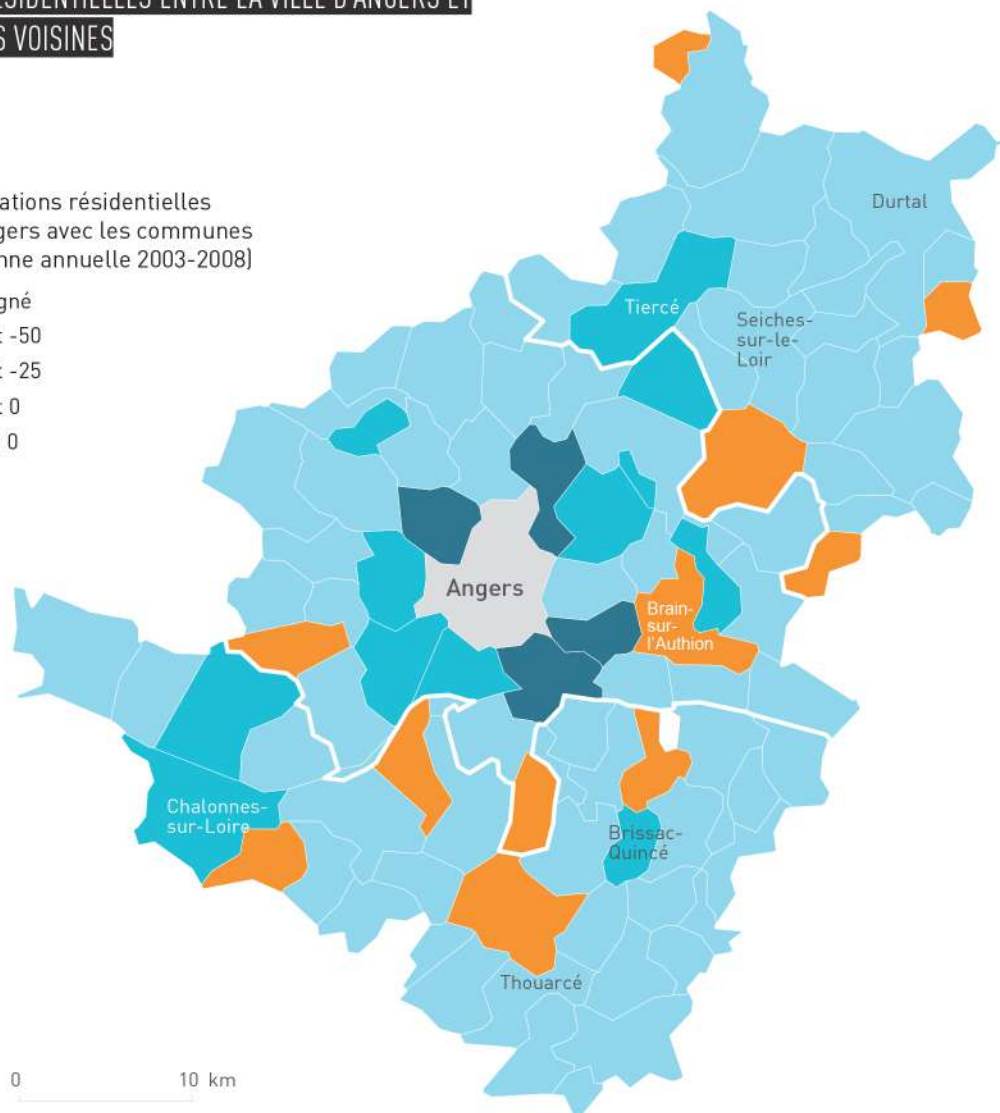 ÉSIDENTIELLES ENTRE LA VILLE D'ANGERS ET
S VOISINES
ations résidentielles
gers avec les communes
nne annuelle 2003-2008)
gné
t -50
t -25
t 0
0
Durtal
Tiercé
Seiches-
sur-le-
Loir
Angers
Brain-
sur-
l'Authion
Chalonnes-
sur-Loire
Brissac-
Quincé
Thouarcé
0 10 km